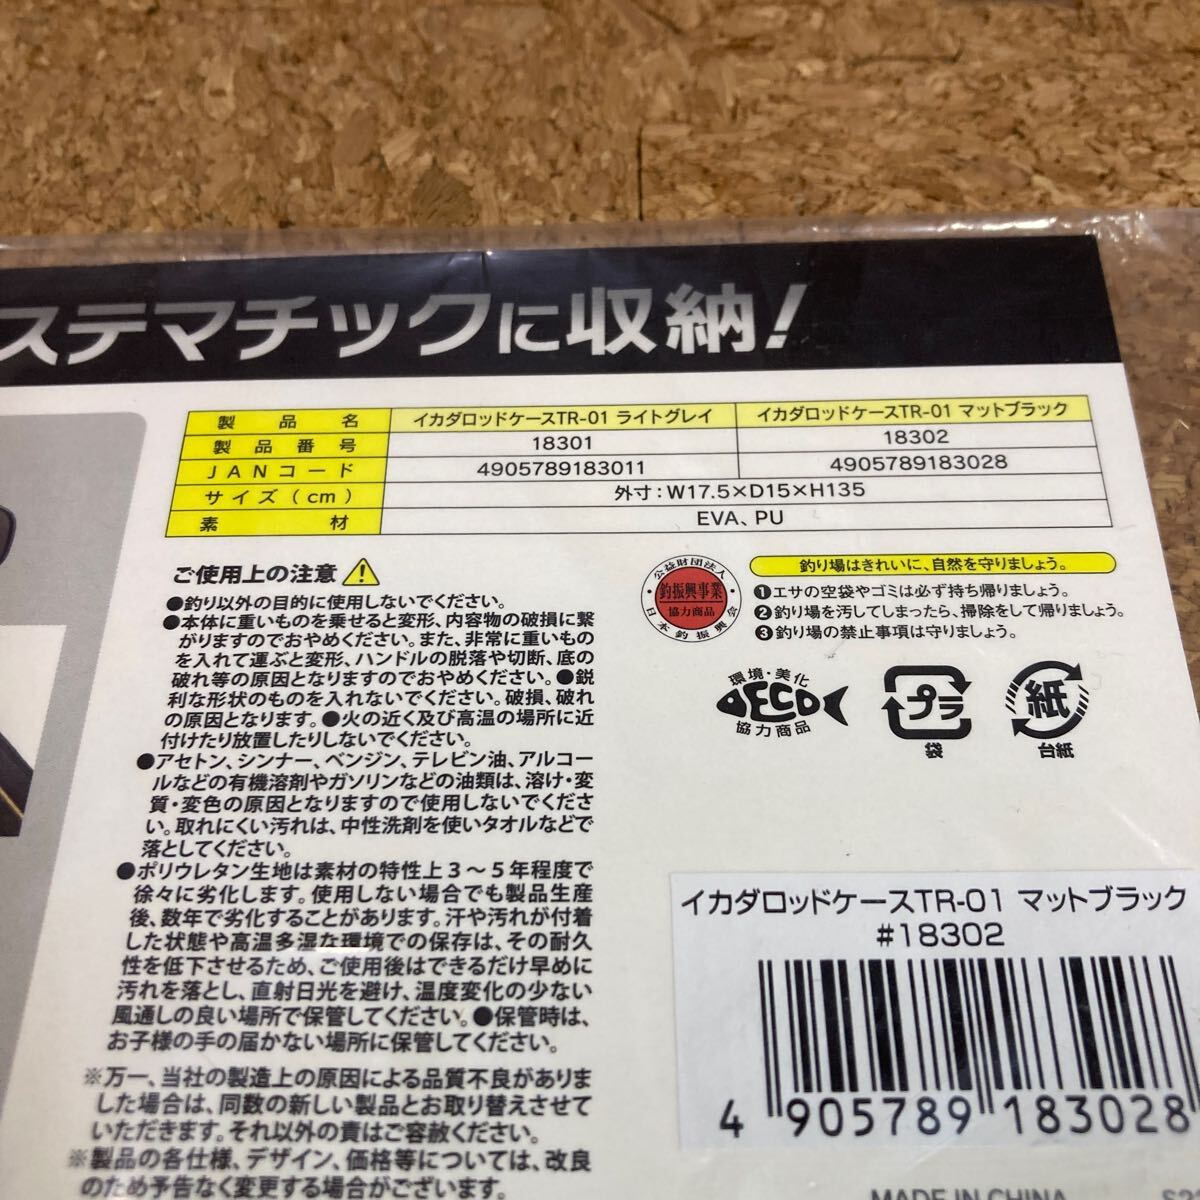 ステマチックに収納!
製品名 イカダロッドケースTR-01 ライトグレイ イカダロッドケースTR-01 マットブラック
製品番号 18301 18302
JANコード 4905789183011 4905789183028
サイズ(cm) 外寸:W17.5×D15×H135
素材 EVA、PU
ご使用上の注意
●釣り以外の目的に使用しないでください。
●本体に重いものを乗せると変形、内容物の破損に繋
がりますのでおやめください。また、非常に重いもの
を入れて運ぶと変形、ハンドルの脱落や切断、底の
破れ等の原因となりますのでおやめください。●鋭
利な形状のものを入れないでください。破損、破れ
の原因となります。●火の近く及び高温の場所に近
付けたり放置したりしないでください。
●アセトン、シンナー、ベンジン、テレビン油、アルコー
ルなどの有機溶剤やガソリンなどの油類は、溶け・変
質・変色の原因となりますので使用しないでくださ
い。取れにくい汚れは、中性洗剤を使いタオルなどで
落としてください。
●ポリウレタン生地は素材の特性上3〜5年程度で
徐々に劣化します。使用しない場合でも製品生産
後、数年で劣化することがあります。汗や汚れが付着
した状態や高温多湿な環境での保存は、その耐久
性を低下させるため、ご使用後はできるだけ早めに
汚れを落とし、直射日光を避け、温度変化の少ない
風通しの良い場所で保管してください。●保管時は、
お子様の手の届かない場所に保管してください。
※万一、当社の製造上の原因による品質不良がありま
した場合は、同数の新しい製品とお取り替えさせて
いただきます。それ以外の責はご容赦ください。
※製品の各仕様、デザイン、価格等については、改良
のため予告なく変更する場合がございます。
公益財団法人
釣振興事業
協力商品
日本釣振興会
釣り場はきれいに、自然を守りましょう。
❶エサの空袋やゴミは必ず持ち帰りましょう。
❷釣り場を汚してしまったら、掃除をして帰りましょう。
❸釣り場の禁止事項は守りましょう。
環境・美化
ECO
協力商品
プラ
袋
紙
台紙
イカダロッドケースTR-01 マットブラック
#18302
4 905789 183028
MADE IN CHINA